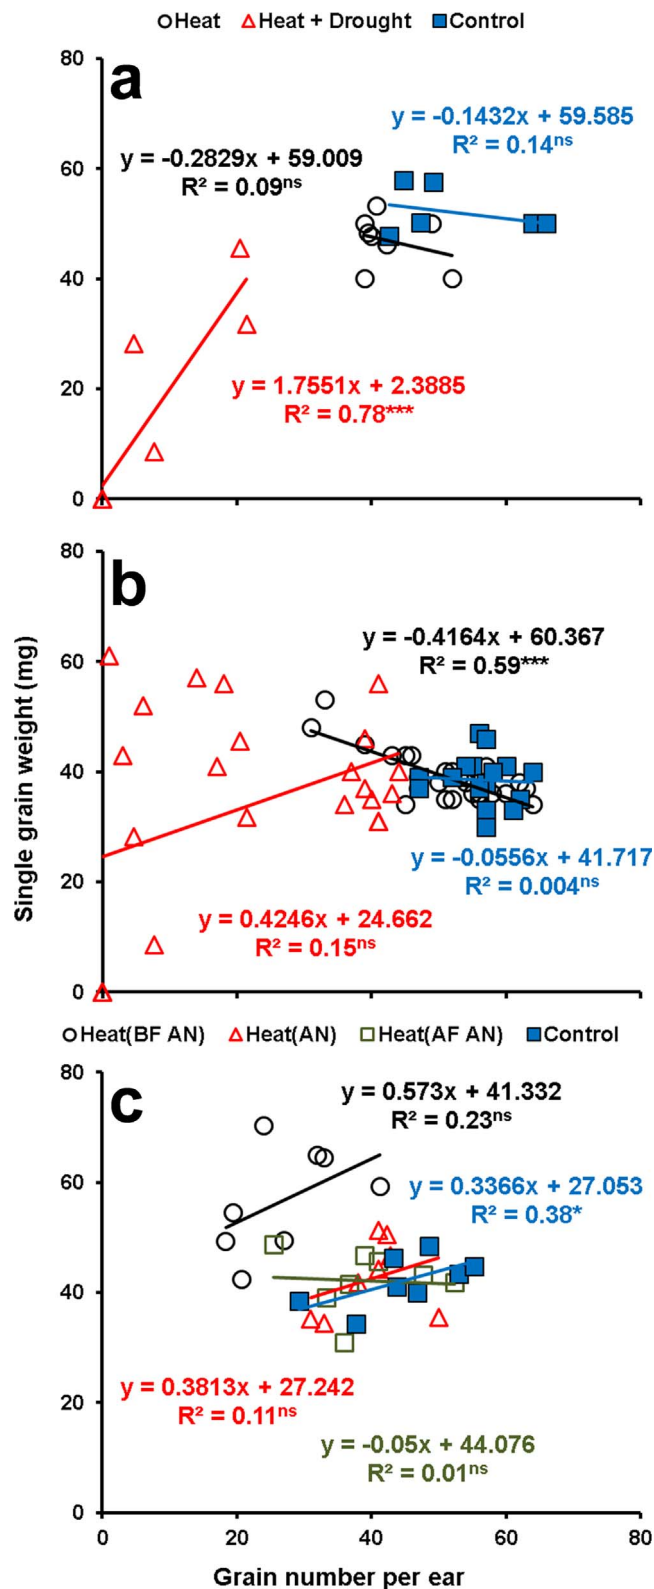 Heat Heat + Drought Control
80
a
y = -0.1432x + 59.585
R² = 0.14ns
y = -0.2829x + 59.009
R² = 0.09ns
60
40
y = 1.7551x + 2.3885
R² = 0.78***
20
0
0 20 40 60 80
80
b
y = -0.4164x + 60.367
R² = 0.59***
60
40
y = -0.0556x + 41.717
R² = 0.004ns
20
y = 0.4246x + 24.662
R² = 0.15ns
0
Single grain weight (mg)
Heat(BF AN) Heat(AN) Heat(AF AN) Control
80
c
y = 0.573x + 41.332
R² = 0.23ns
60
y = 0.3366x + 27.053
R² = 0.38*
40
y = 0.3813x + 27.242
R² = 0.11ns
20
y = -0.05x + 44.076
R² = 0.01ns
0
0 20 40 60 80
Grain number per ear